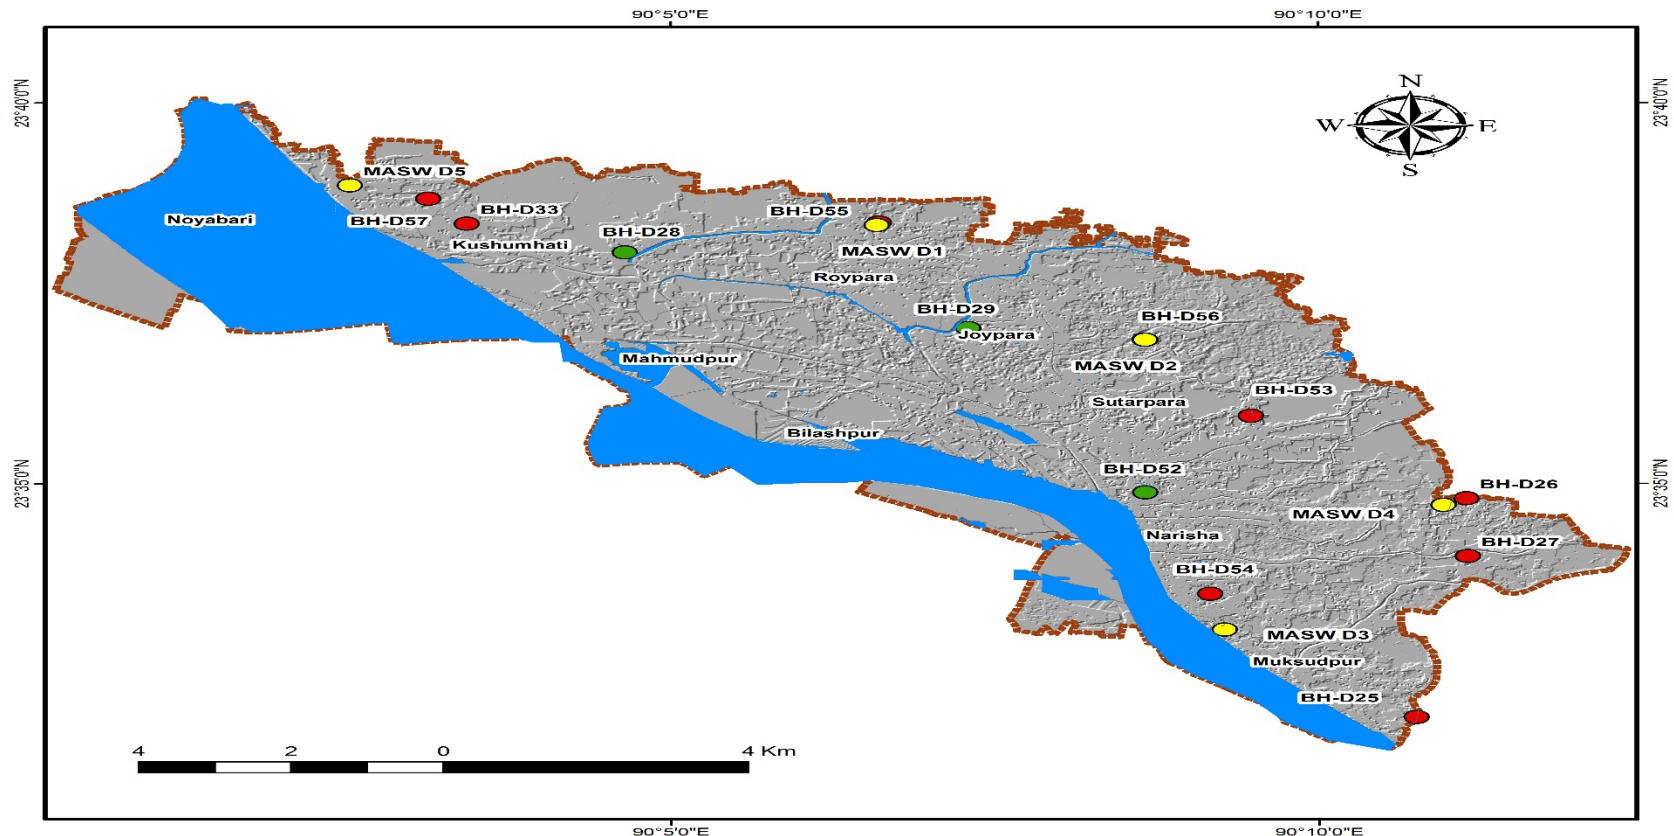 90°5'0"E
90°10'0"E
23°40'0"N
23°40'0"N
N
W
E
S
MASW D5
Noyabari
BH-D57
BH-D33
Kushumhati
BH-D28
BH-D55
MASW D1
Roypara
BH-D29
Joypara
BH-D56
MASW D2
Mahmudpur
BH-D53
Sutarpara
Bilashpur
BH-D52
23°35'0"N
23°35'0"N
BH-D26
MASW D4
Narisha
BH-D27
BH-D54
MASW D3
Muksudpur
BH-D25
4
2
0
4 Km
90°5'0"E
90°10'0"E